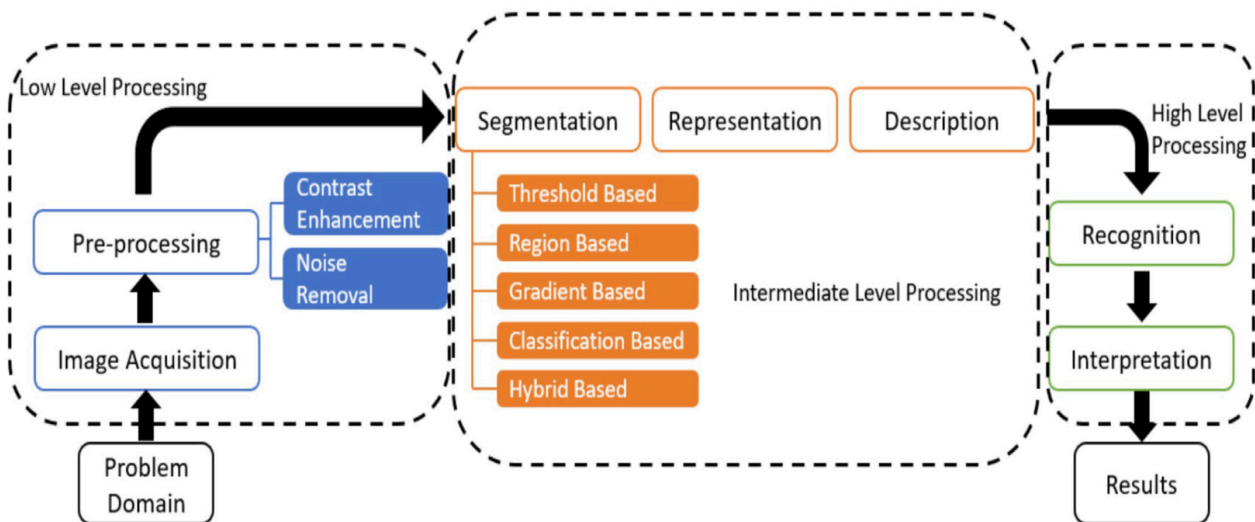 Low Level Processing
Pre-processing
Contrast
Enhancement
Noise
Removal
Image Acquisition
Problem
Domain
Segmentation
Representation
Description
Threshold Based
Region Based
Gradient Based
Classification Based
Hybrid Based
Intermediate Level Processing
High Level
Processing
Recognition
Interpretation
Results